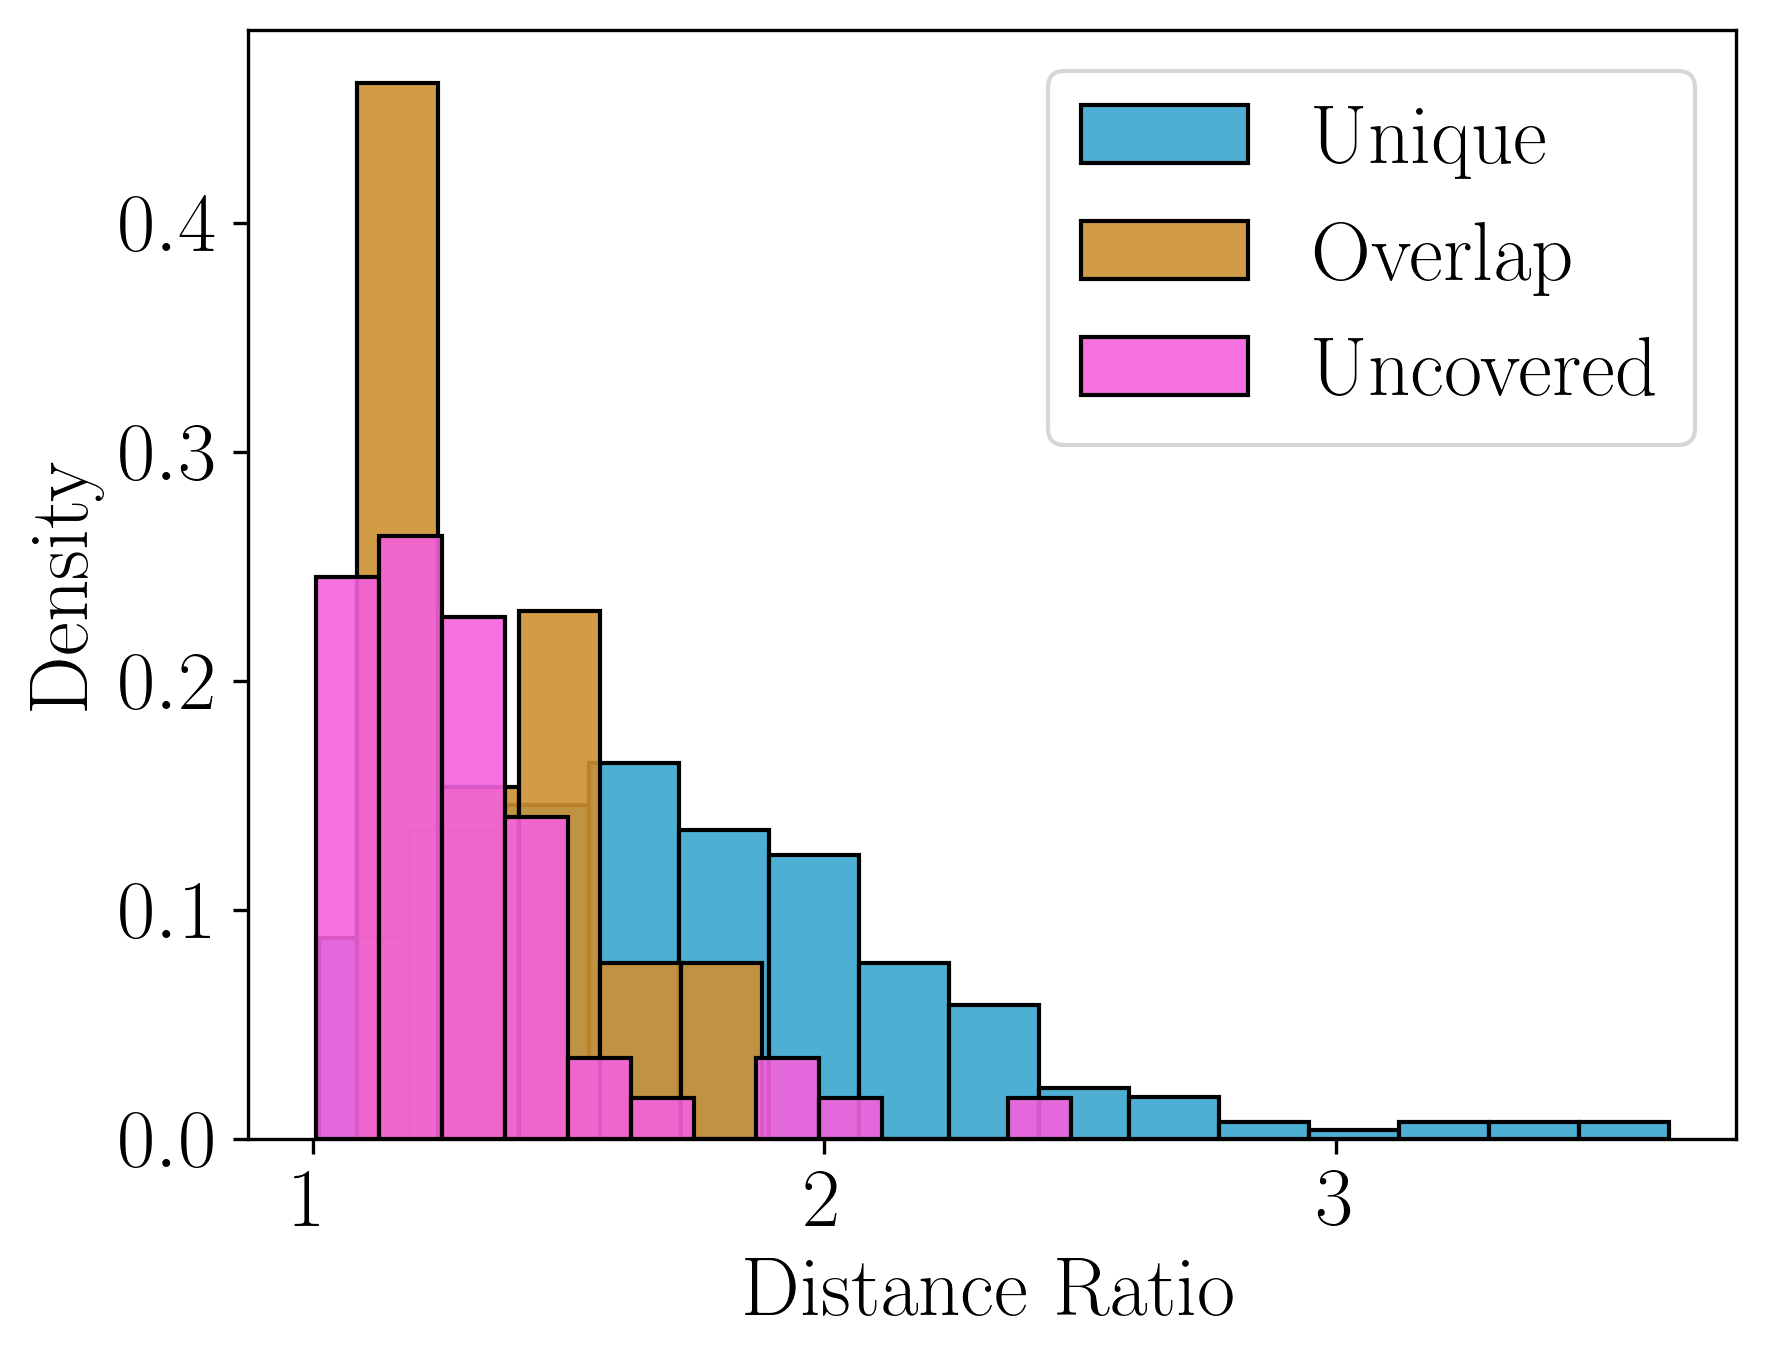 Unique
Overlap
Uncovered
Density
0.4
0.3
0.2
0.1
0.0
1 2 3
Distance Ratio